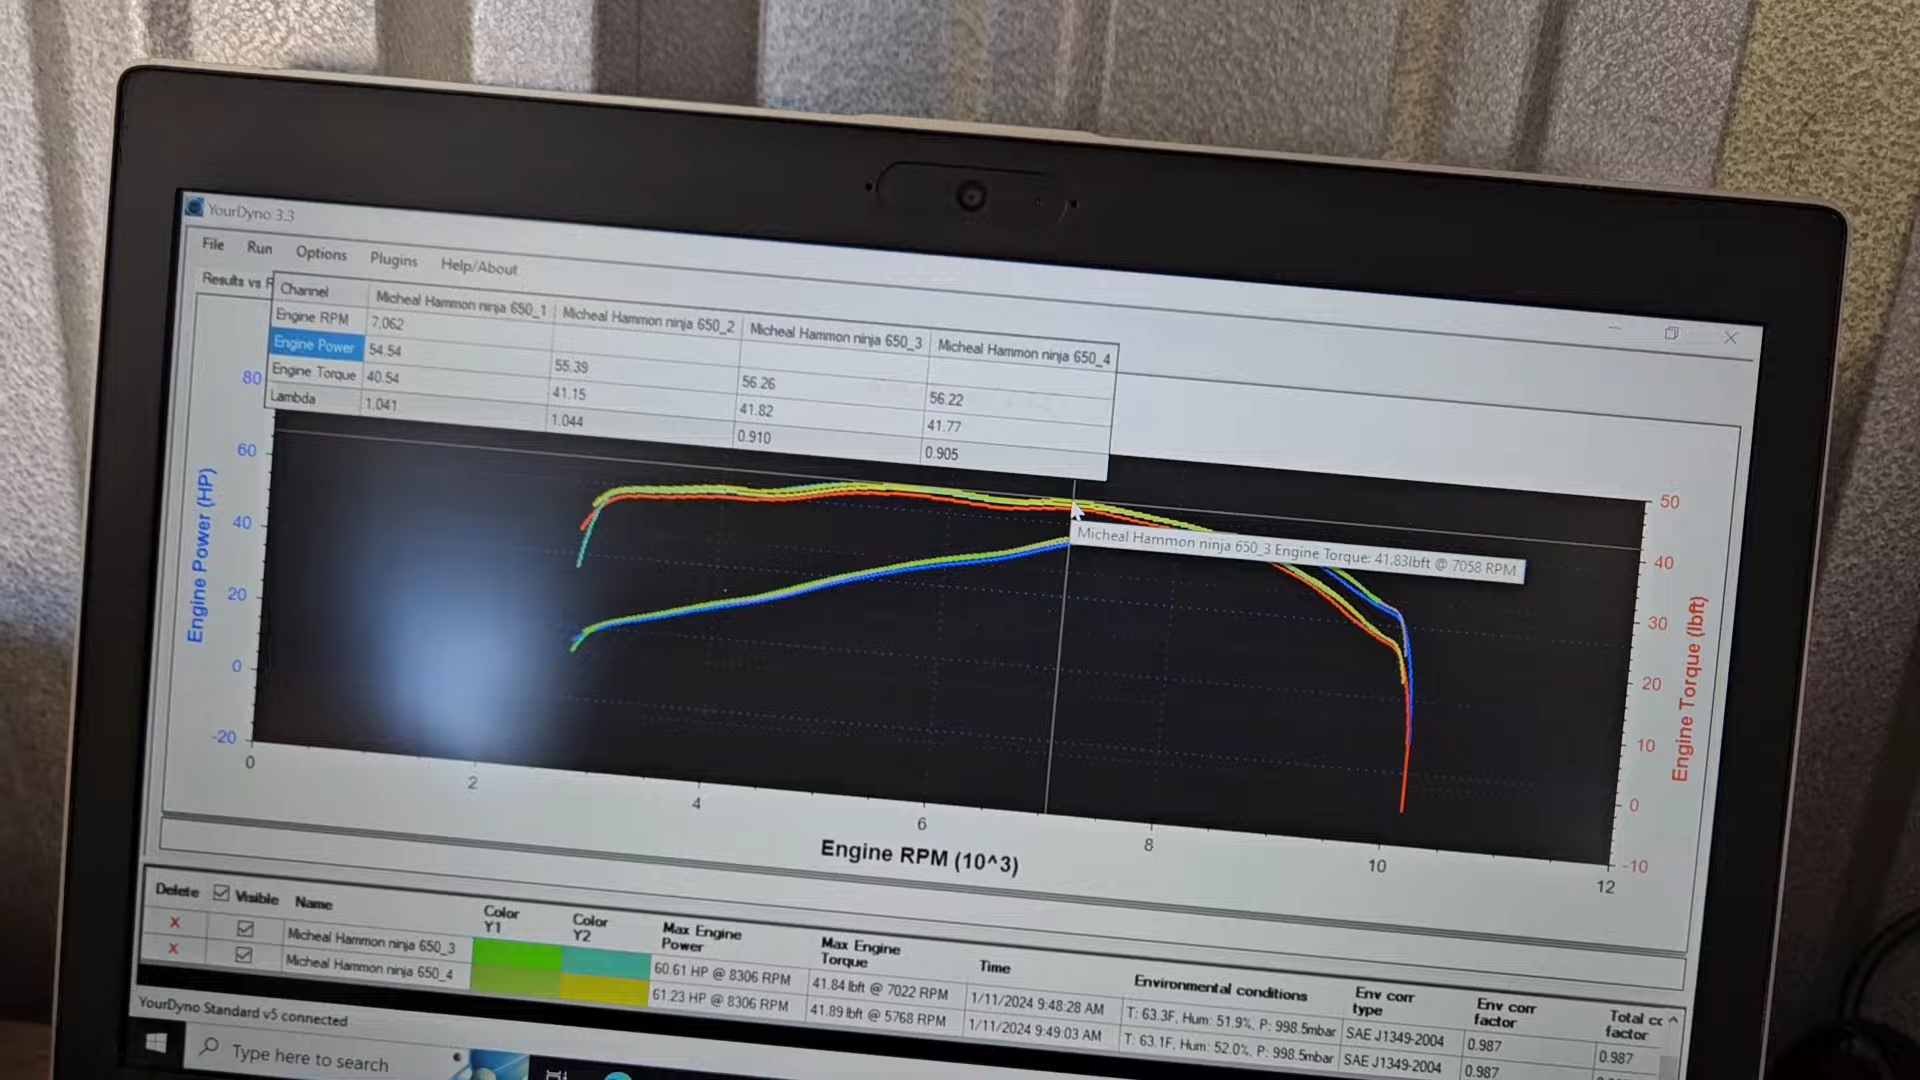 YourDyno 3.3
File Run Options Plugins Help/About
Results vs R
Channel Micheal Hammon ninja 650_1 Micheal Hammon ninja 650_2 Micheal Hammon ninja 650_3 Micheal Hammon ninja 650_4
Engine RPM 7.062
Engine Power 54.54 55.39 56.26 56.22
Engine Torque 40.54 41.15 41.82 41.77
Lambda 1.041 1.044 0.910 0.905
80
60
40
20
0
-20
Engine Power (HP)
Micheal Hammon ninja 650_3 Engine Torque: 41.83lbft @ 7058 RPM
50
40
30
20
10
0
-10
Engine Torque (lbft)
0 2 4 6 8 10 12
Engine RPM (10^3)
Delete Visible Name Color Y1 Color Y2 Max Engine Power Max Engine Torque Time Environmental conditions Env corr type Env corr factor Total cc factor
X Micheal Hammon ninja 650_3 60.61 HP @ 8306 RPM 41.84 lbft @ 7022 RPM 1/11/2024 9:48:28 AM T: 63.3F, Hum: 51.9%, P: 998.5mbar SAE J1349-2004 0.987 0.987
X Micheal Hammon ninja 650_4 61.23 HP @ 8306 RPM 41.89 lbft @ 5768 RPM 1/11/2024 9:49:03 AM T: 63.1F, Hum: 52.0%, P: 998.5mbar SAE J1349-2004 0.987
YourDyno Standard v5 connected
Type here to search